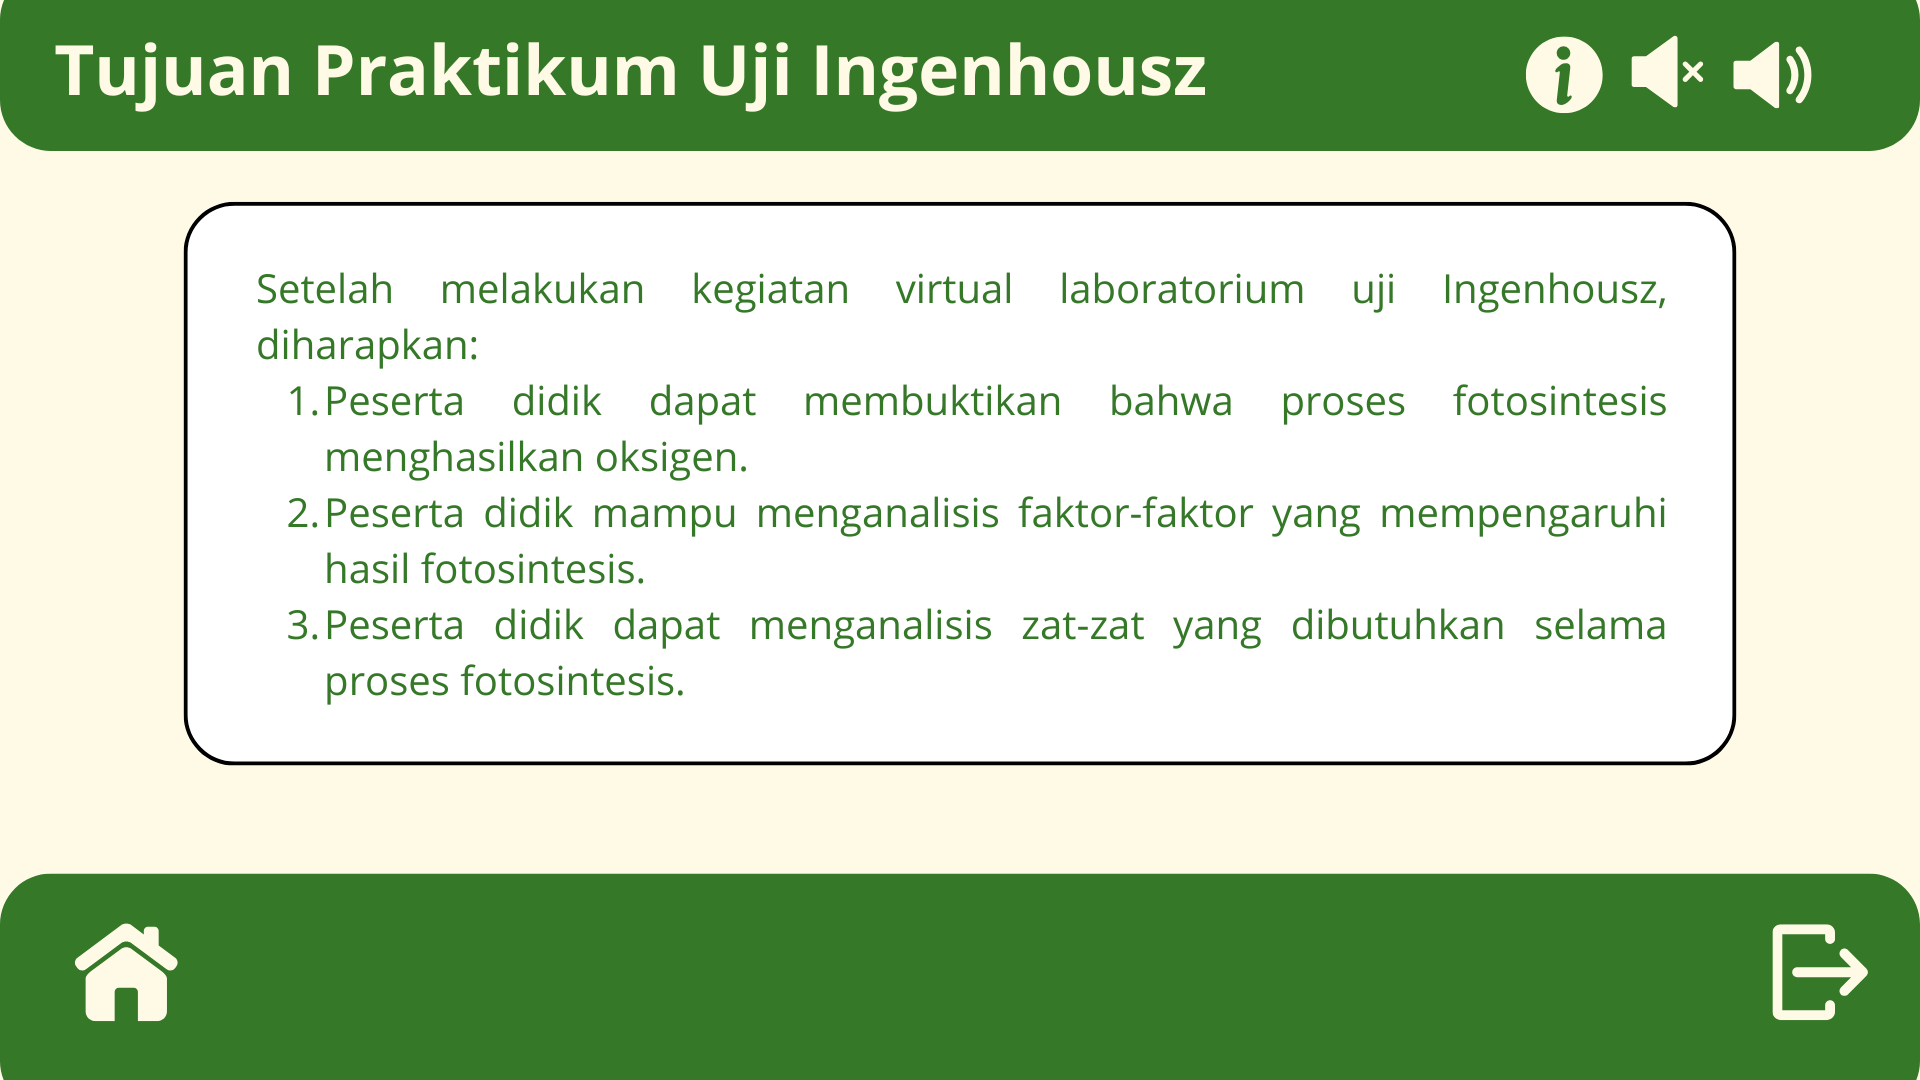 Tujuan Praktikum Uji Ingenhousz
Setelah melakukan kegiatan virtual laboratorium uji Ingenhousz,
diharapkan:
1. Peserta didik dapat membuktikan bahwa proses fotosintesis
menghasilkan oksigen.
2. Peserta didik mampu menganalisis faktor-faktor yang mempengaruhi
hasil fotosintesis.
3. Peserta didik dapat menganalisis zat-zat yang dibutuhkan selama
proses fotosintesis.